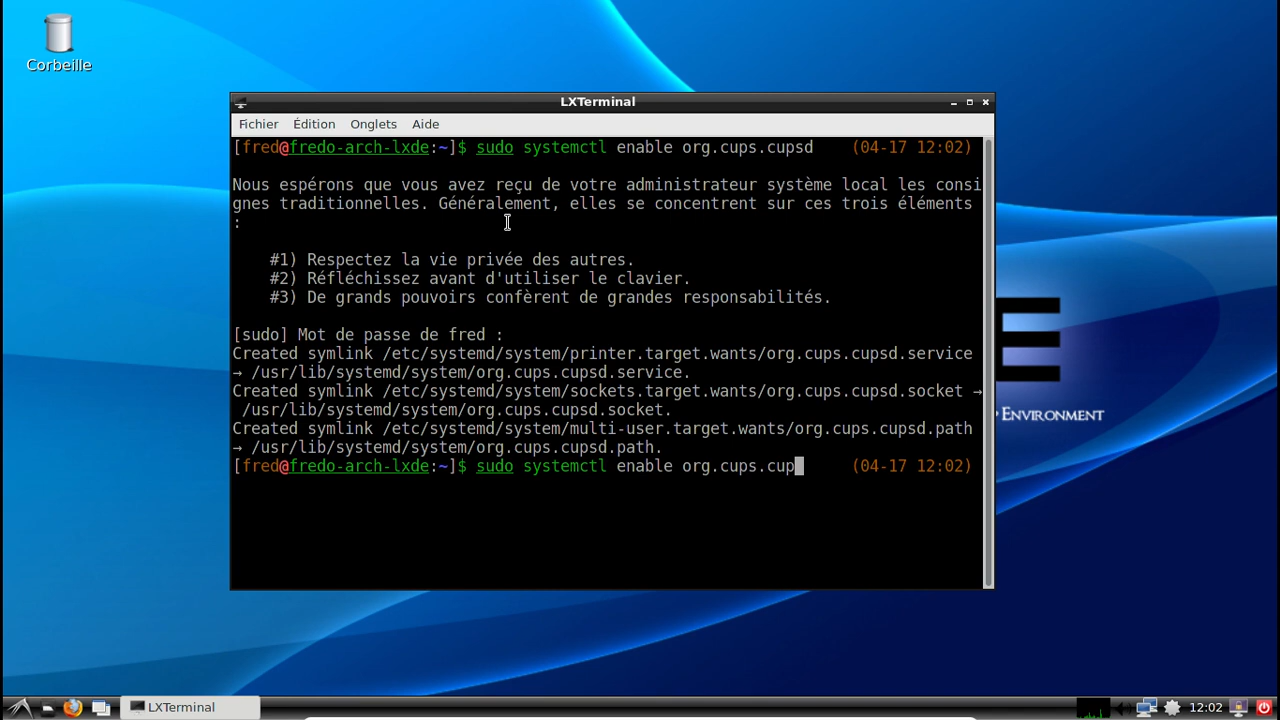 Corbeille
LXTerminal
Fichier Édition Onglets Aide
[fred@fredo-arch-lxde:~]$ sudo systemctl enable org.cups.cupsd (04-17 12:02)
Nous espérons que vous avez reçu de votre administrateur système local les consi
gnes traditionnelles. Généralement, elles se concentrent sur ces trois éléments
:
#1) Respectez la vie privée des autres.
#2) Réfléchissez avant d'utiliser le clavier.
#3) De grands pouvoirs confèrent de grandes responsabilités.
[sudo] Mot de passe de fred :
Created symlink /etc/systemd/system/printer.target.wants/org.cups.cupsd.service
→ /usr/lib/systemd/system/org.cups.cupsd.service.
Created symlink /etc/systemd/system/sockets.target.wants/org.cups.cupsd.socket →
/usr/lib/systemd/system/org.cups.cupsd.socket.
Created symlink /etc/systemd/system/multi-user.target.wants/org.cups.cupsd.path
→ /usr/lib/systemd/system/org.cups.cupsd.path.
[fred@fredo-arch-lxde:~]$ sudo systemctl enable org.cups.cup (04-17 12:02)
E
ENVIRONMENT
LXTerminal
12:02